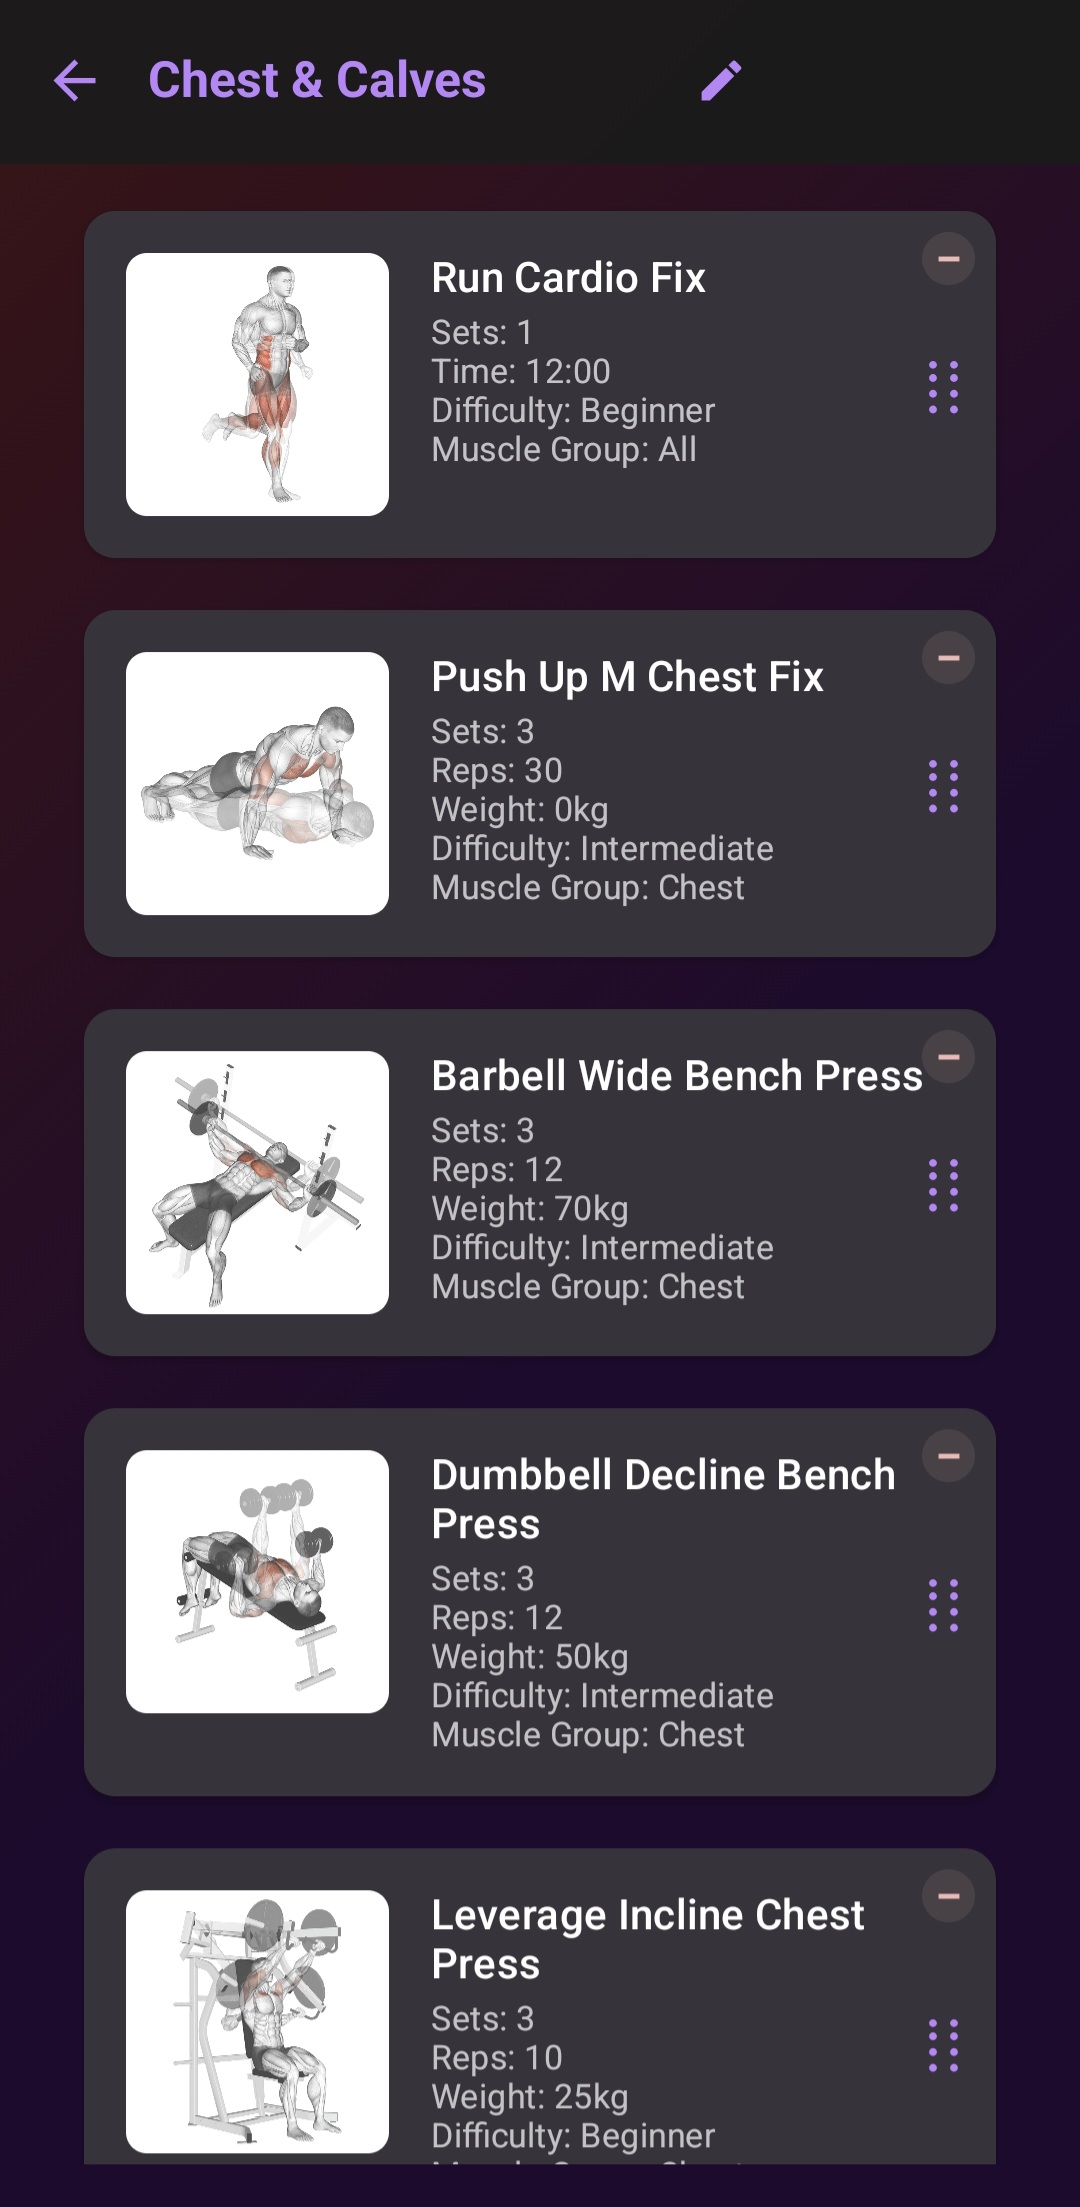 Chest & Calves
Run Cardio Fix
Sets: 1
Time: 12:00
Difficulty: Beginner
Muscle Group: All
Push Up M Chest Fix
Sets: 3
Reps: 30
Weight: 0kg
Difficulty: Intermediate
Muscle Group: Chest
Barbell Wide Bench Press
Sets: 3
Reps: 12
Weight: 70kg
Difficulty: Intermediate
Muscle Group: Chest
Dumbbell Decline Bench
Press
Sets: 3
Reps: 12
Weight: 50kg
Difficulty: Intermediate
Muscle Group: Chest
Leverage Incline Chest
Press
Sets: 3
Reps: 10
Weight: 25kg
Difficulty: Beginner